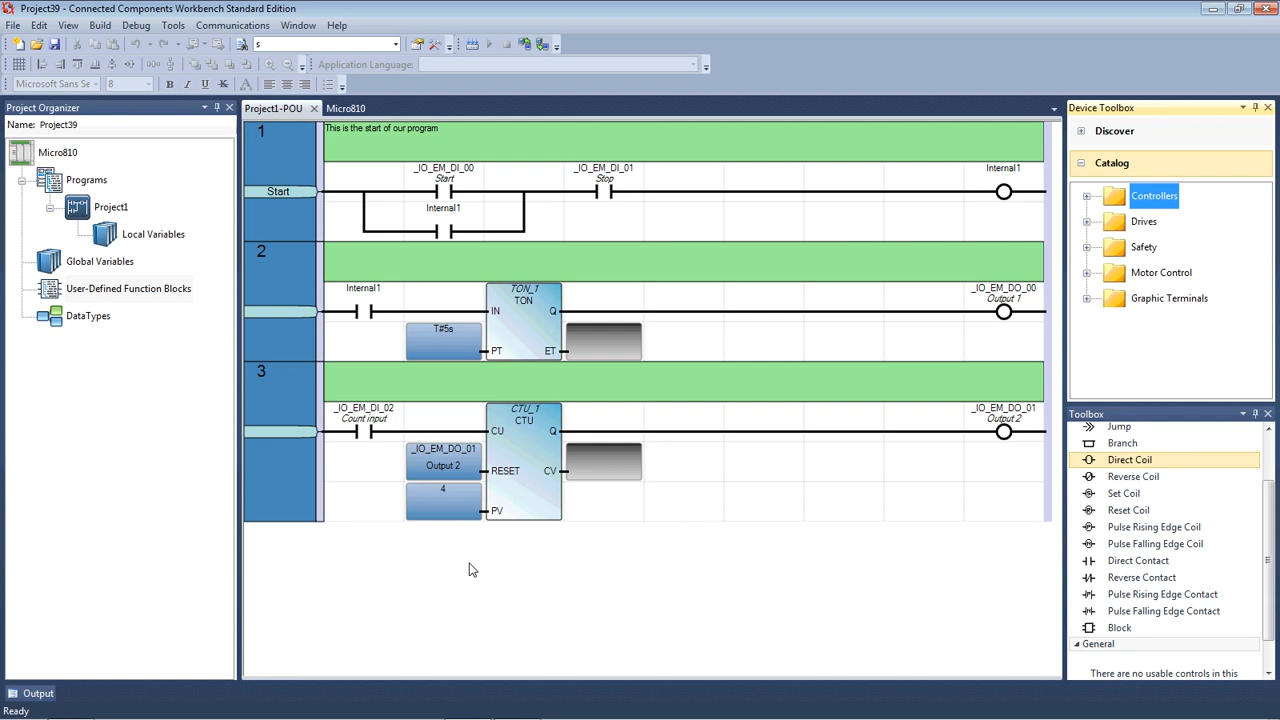 Project39 - Connected Components Workbench Standard Edition
File Edit View Build Debug Tools Communications Window Help
s
Application Language:
Microsoft Sans Se 8 B I U K A
Project Organizer
Name: Project39
Micro810
Programs
Project1
Local Variables
Global Variables
User-Defined Function Blocks
DataTypes
Project1-POU Micro810
1
This is the start of our program
_IO_EM_DI_00 _IO_EM_DI_01 Internal1
Start Stop
Start
Internal1
2
Internal1 TON_1 _IO_EM_DO_00
TON Output 1
IN Q
T#5s
PT ET
3
_IO_EM_DI_02 CTU_1 _IO_EM_DO_01
Count input CTU Output 2
CU Q
_IO_EM_DO_01
Output 2 RESET CV
4
PV
Device Toolbox
Discover
Catalog
Controllers
Drives
Safety
Motor Control
Graphic Terminals
Toolbox
Jump
Branch
Direct Coil
Reverse Coil
Set Coil
Reset Coil
Pulse Rising Edge Coil
Pulse Falling Edge Coil
Direct Contact
Reverse Contact
Pulse Rising Edge Contact
Pulse Falling Edge Contact
Block
General
There are no usable controls in this
Output
Ready